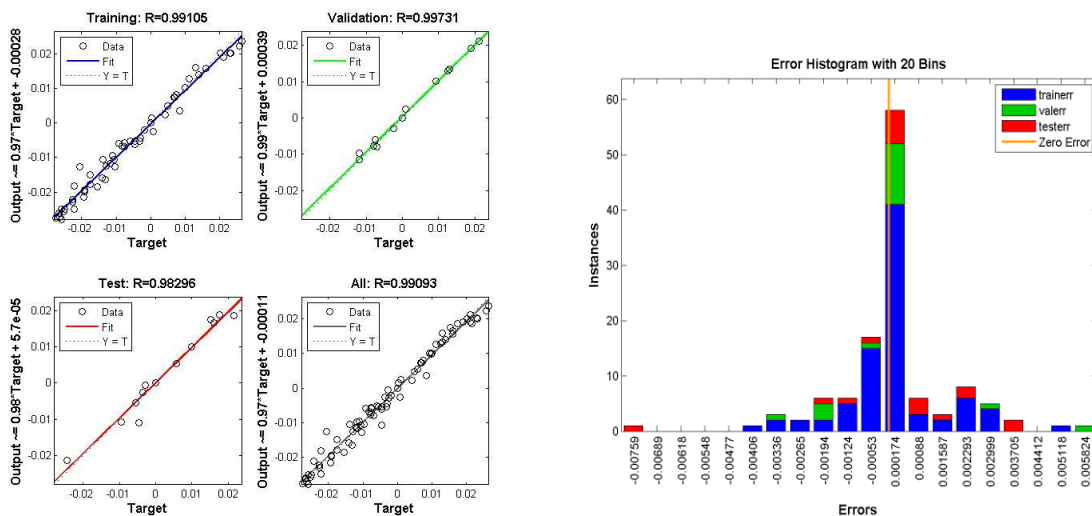 Training: R=0.99105
Output ~= 0.97*Target + -0.00028
0.02
0.01
0
-0.01
-0.02
Data
Fit
Y = T
-0.02 -0.01 0 0.01 0.02
Target
Validation: R=0.99731
Output ~= 0.99*Target + 0.00039
0.02
0.01
0
-0.01
-0.02
Data
Fit
Y = T
-0.02 -0.01 0 0.01 0.02
Target
Test: R=0.98296
Output ~= 0.98*Target + 5.7e-05
0.02
0.01
0
-0.01
-0.02
Data
Fit
Y = T
-0.02 -0.01 0 0.01 0.02
Target
All: R=0.99093
Output ~= 0.97*Target + -0.00011
0.02
0.01
0
-0.01
-0.02
Data
Fit
Y = T
-0.02 -0.01 0 0.01 0.02
Target
Error Histogram with 20 Bins
Instances
60
50
40
30
20
10
0
trainerr
valerr
testerr
Zero Error
-0.00759 -0.00689 -0.00618 -0.00548 -0.00477 -0.00406 -0.00336 -0.00265 -0.00194 -0.00124 -0.00053 0.000174 0.00088 0.001587 0.002293 0.002999 0.003705 0.004412 0.005118 0.005824
Errors